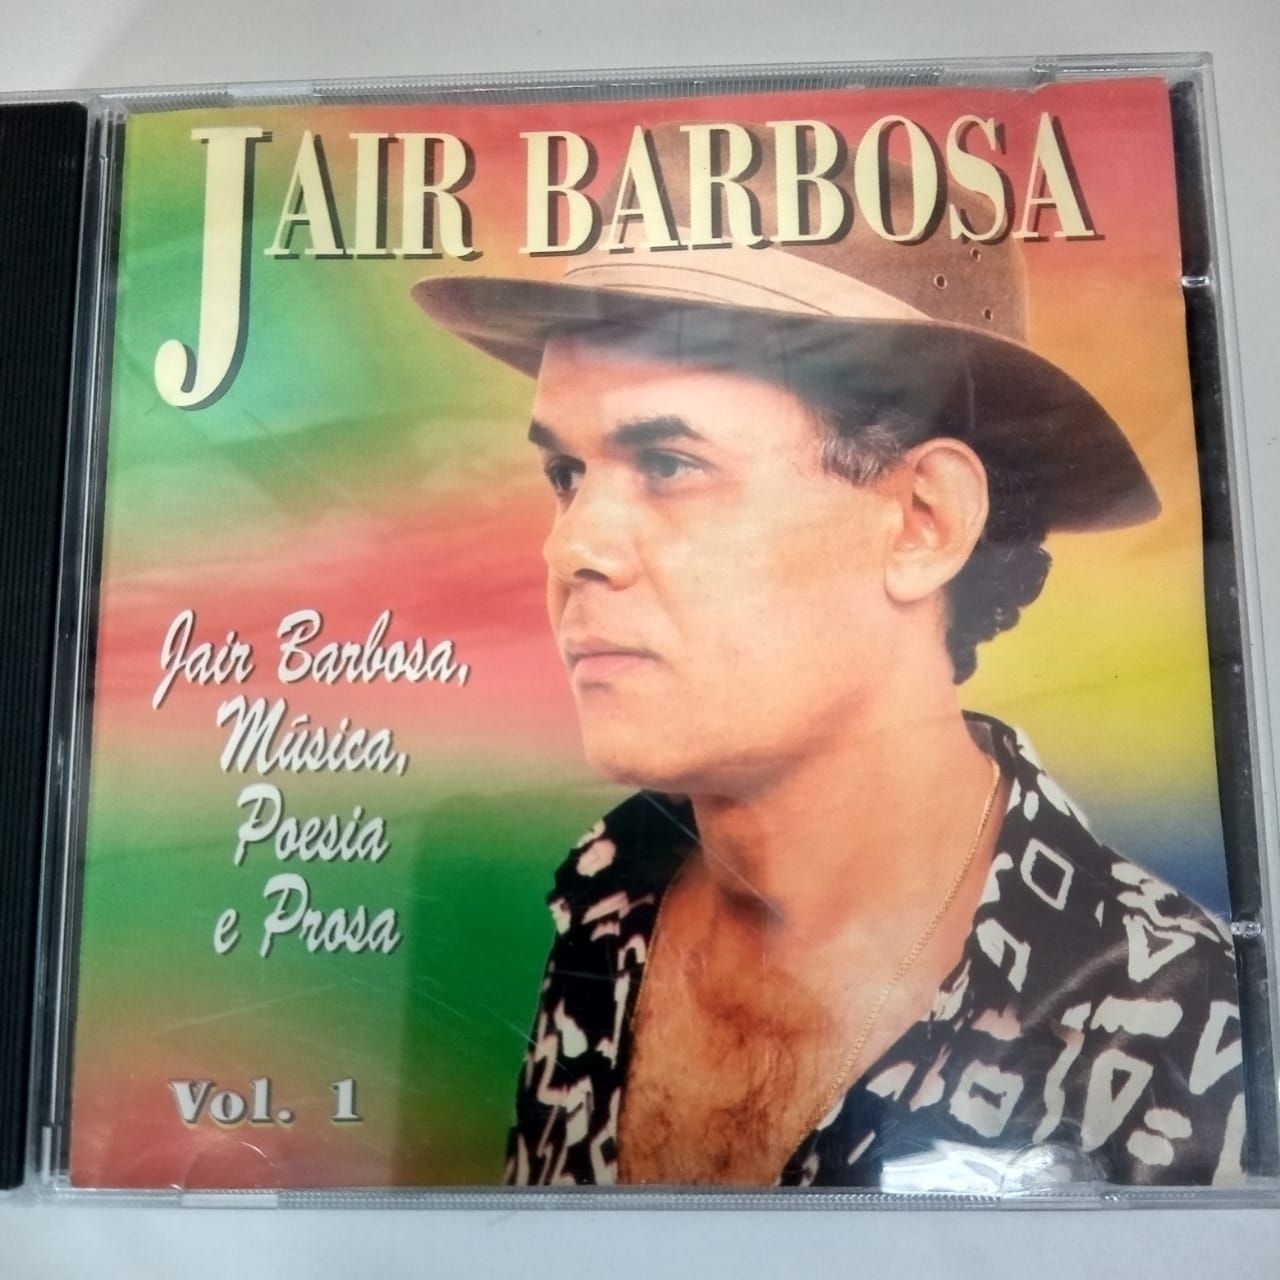 JAIR BARBOSA
Jair Barbosa,
Música,
Poesia
e Prosa
Vol. 1